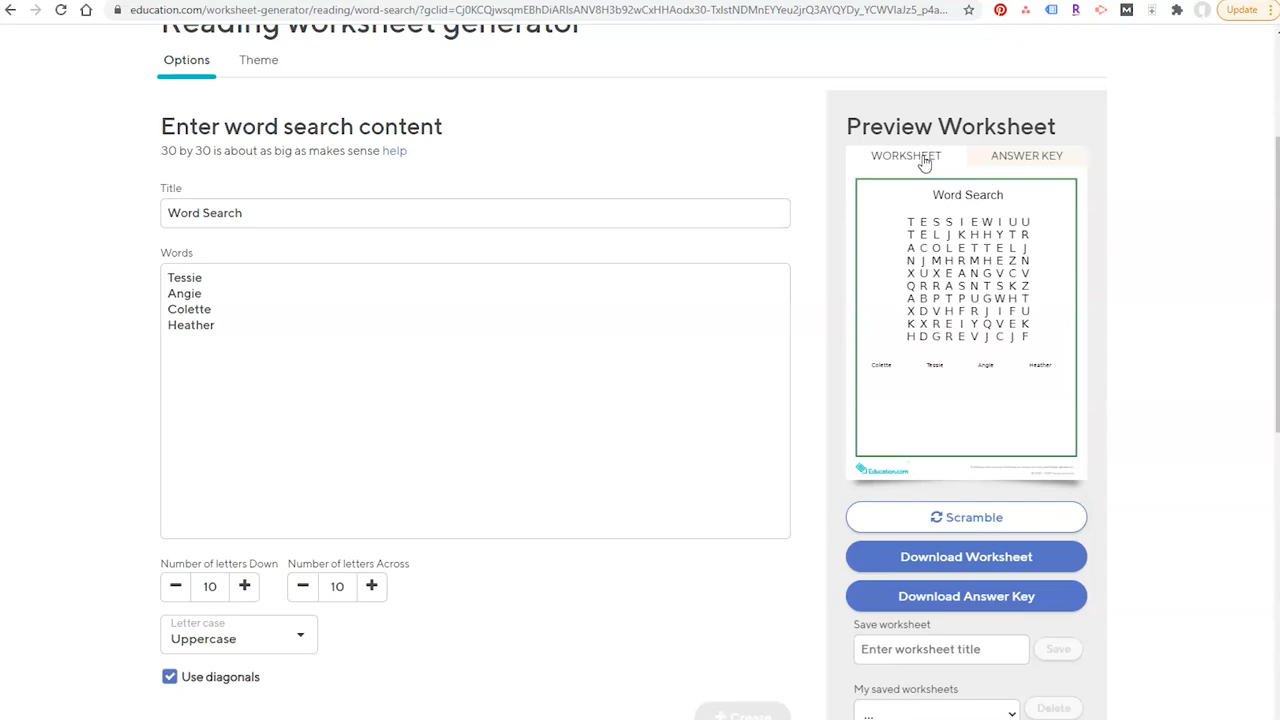 education.com/worksheet-generator/reading/word-search/?gclid=Cj0KCQjwsqmEBhDiARIsANV8H3b92wCxHHAodx30-TxIstNDMnEYYeu2jrQ3AYQYDy_YCWVIaJz5_p4a...
Update
Reading worksheet generator
Options
Theme
Enter word search content
30 by 30 is about as big as makes sense help
Title
Word Search
Words
Tessie
Angie
Colette
Heather
Number of letters Down
Number of letters Across
10
10
Letter case
Uppercase
Use diagonals
Create
Preview Worksheet
WORKSHEET
ANSWER KEY
Word Search
T E S S I E W I U U
T E L J K H H Y T R
A C O L E T T E L J
N J M H R M H E Z N
X U X E A N G V C V
Q R R A S N T S K Z
A B P T P U G W H T
X D V H F R J I F U
K X R E I Y Q V E K
H D G R E V J C J F
Colette Tessie Angie Heather
Education.com
Scramble
Download Worksheet
Download Answer Key
Save worksheet
Enter worksheet title
Save
My saved worksheets
...
Delete